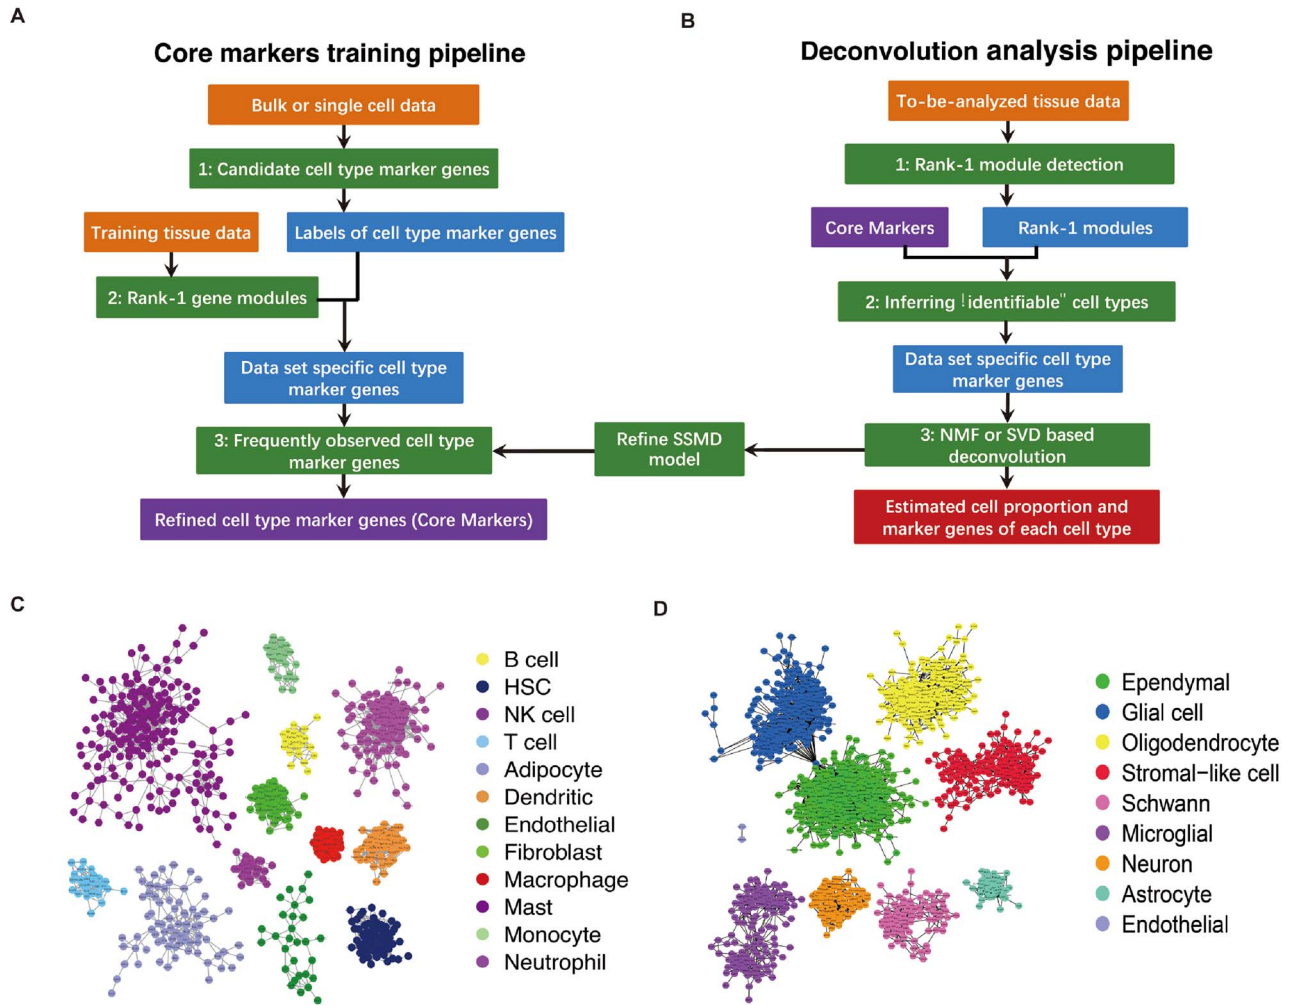 A
Core markers training pipeline
Bulk or single cell data
1: Candidate cell type marker genes
Training tissue data
Labels of cell type marker genes
2: Rank-1 gene modules
Data set specific cell type
marker genes
3: Frequently observed cell type
marker genes
Refined cell type marker genes (Core Markers)
Refine SSMD
model
B
Deconvolution analysis pipeline
To-be-analyzed tissue data
1: Rank-1 module detection
Core Markers
Rank-1 modules
2: Inferring !identifiable" cell types
Data set specific cell type
marker genes
3: NMF or SVD based
deconvolution
Estimated cell proportion and
marker genes of each cell type
C
B cell
HSC
NK cell
T cell
Adipocyte
Dendritic
Endothelial
Fibroblast
Macrophage
Mast
Monocyte
Neutrophil
D
Ependymal
Glial cell
Oligodendrocyte
Stromal-like cell
Schwann
Microglial
Neuron
Astrocyte
Endothelial